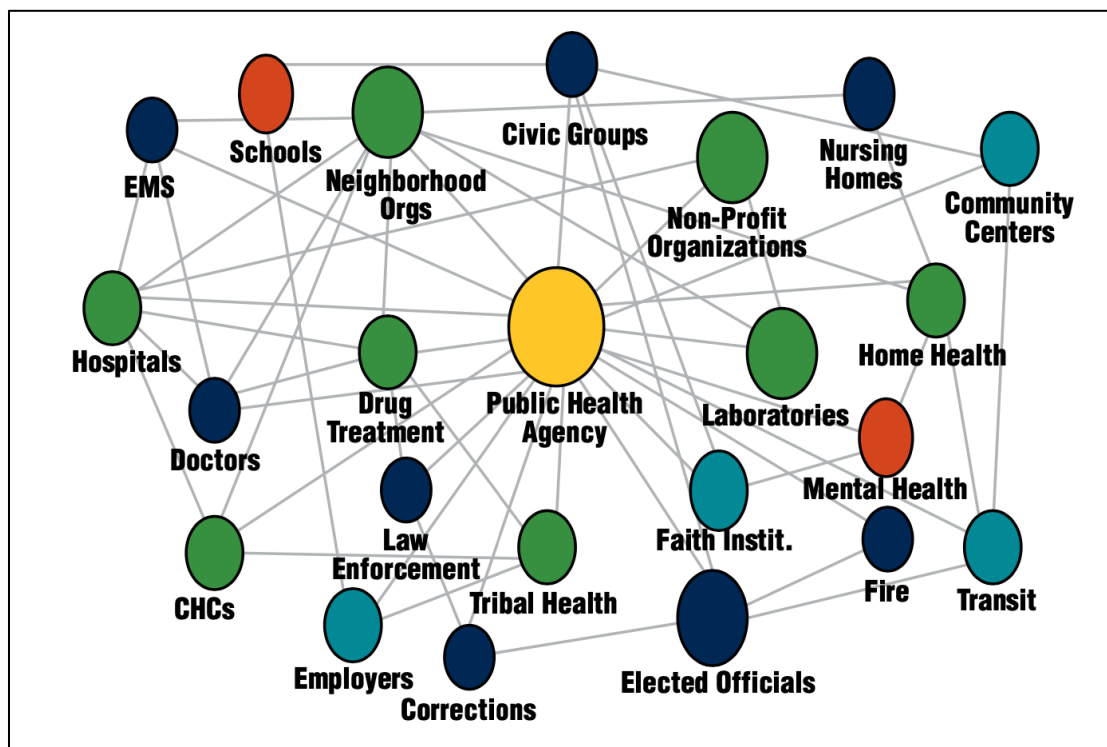 Civic Groups
Schools
Nursing
Homes
EMS
Neighborhood
Orgs
Non-Profit
Organizations
Community
Centers
Hospitals
Drug
Treatment
Public Health
Agency
Laboratories
Home Health
Doctors
Mental Health
Law
Enforcement
Faith Instit.
CHCs
Tribal Health
Fire
Transit
Employers
Corrections
Elected Officials